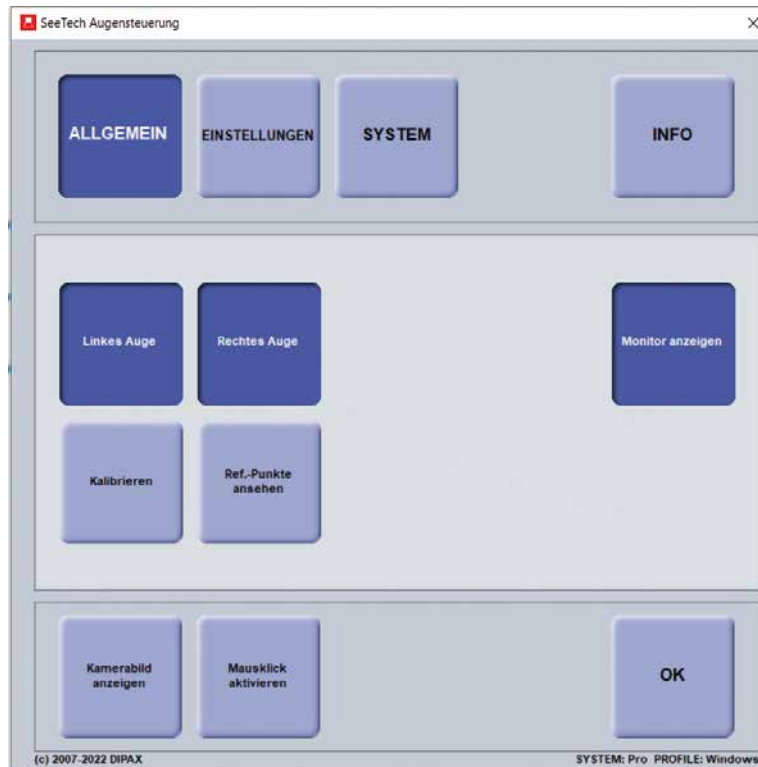 SeeTech Augensteuerung
ALLGEMEIN
EINSTELLUNGEN
SYSTEM
INFO
Linkes Auge
Rechtes Auge
Monitor anzeigen
Kalibrieren
Ref.-Punkte
ansehen
Kamerabild
anzeigen
Mausklick
aktivieren
OK
(c) 2007-2022 DIPAX
SYSTEM: Pro PROFILE: Windows